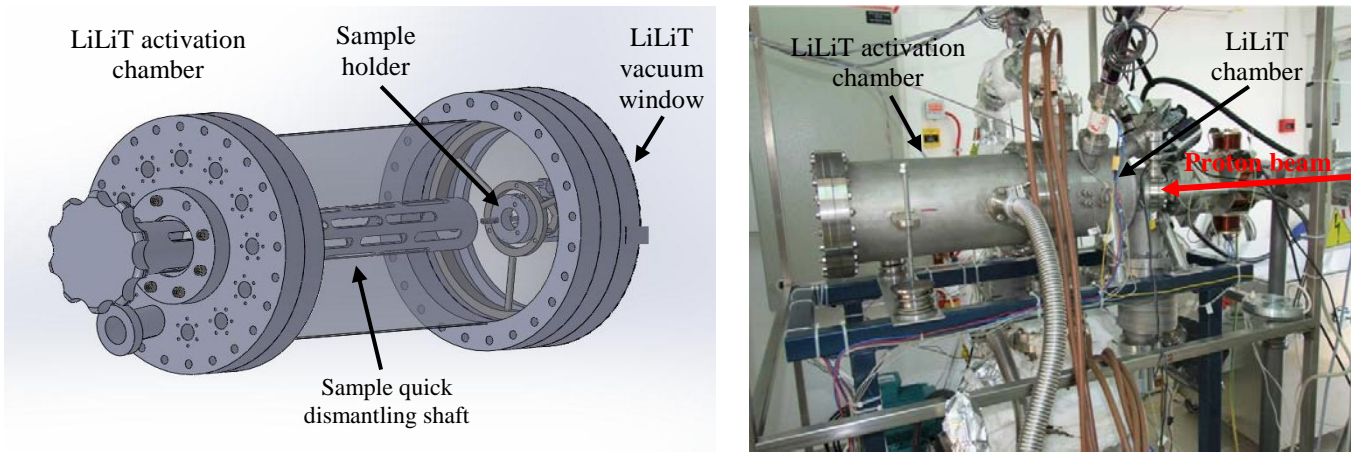 LiLiT activation
chamber
Sample
holder
LiLiT
vacuum
window
Sample quick
dismantling shaft
LiLiT activation
chamber
LiLiT
chamber
Proton beam